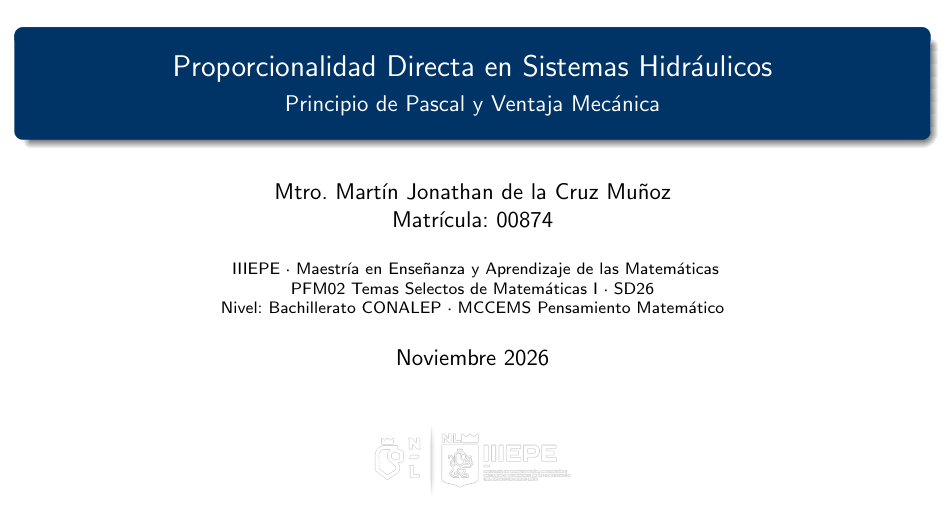 Proporcionalidad Directa en Sistemas Hidráulicos
Principio de Pascal y Ventaja Mecánica
Mtro. Martín Jonathan de la Cruz Muñoz
Matrícula: 00874
IIIEPE · Maestría en Enseñanza y Aprendizaje de las Matemáticas
PFM02 Temas Selectos de Matemáticas I · SD26
Nivel: Bachillerato CONALEP · MCCEMS Pensamiento Matemático
Noviembre 2026
N L
NL
IIIEPE